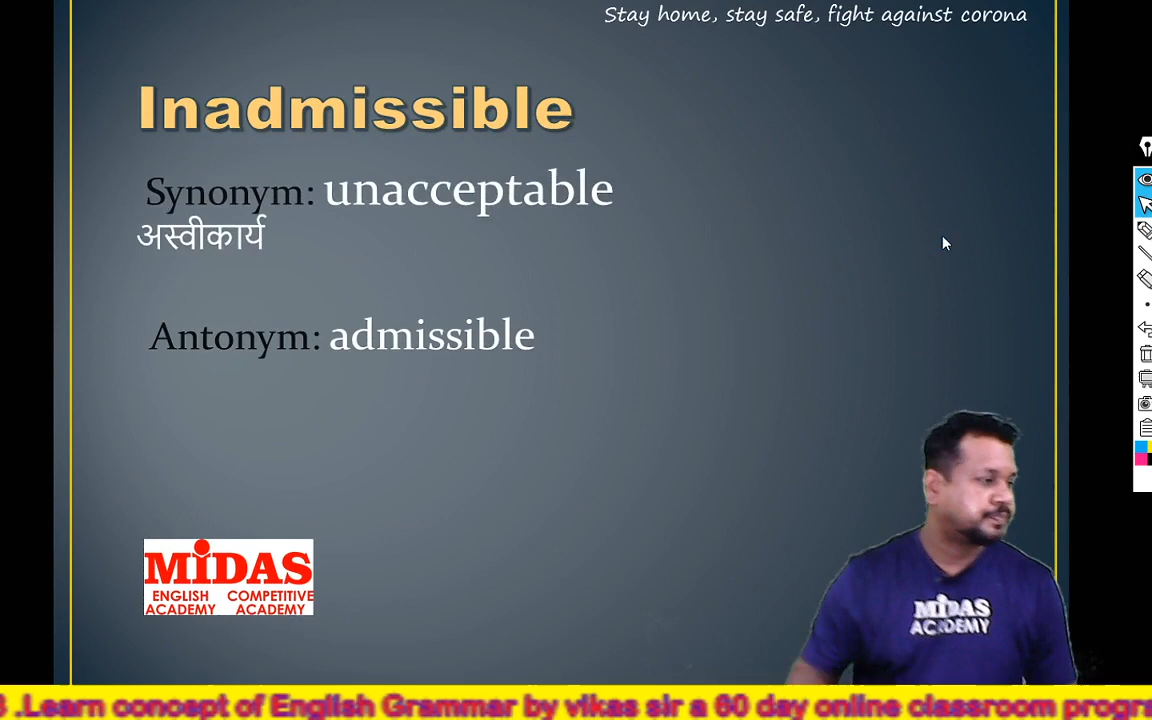 Stay home, stay safe, fight against corona
Inadmissible
Synonym: unacceptable
अस्वीकार्य
Antonym: admissible
MiDAS
ENGLISH COMPETITIVE
ACADEMY ACADEMY
MiDAS
ACADEMY
.Learn concept of English Grammar by vikas sir a 60 day online classroom progra